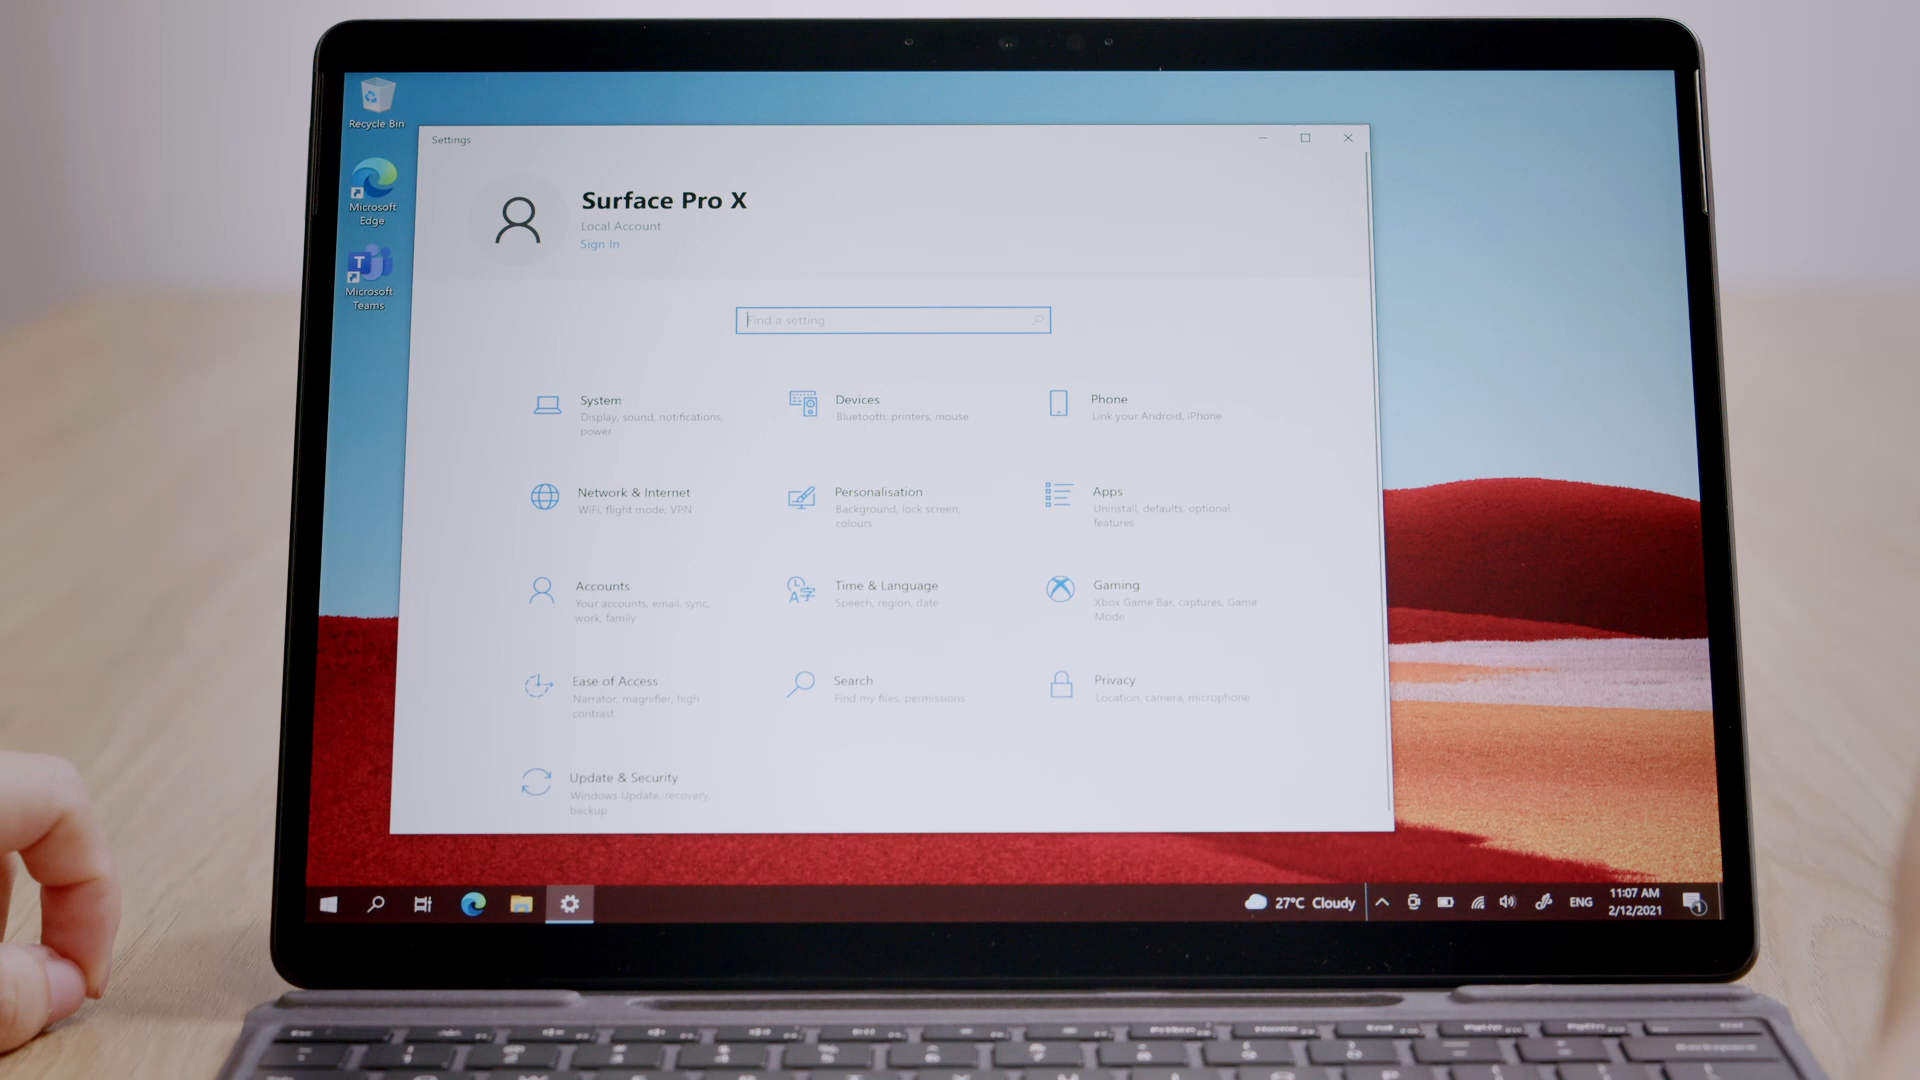 Recycle Bin
Microsoft
Edge
T
Microsoft
Teams
Settings
Surface Pro X
Local Account
Sign In
Find a setting
System
Display, sound, notifications,
power
Devices
Bluetooth, printers, mouse
Phone
Link your Android, iPhone
Network & Internet
WiFi, flight mode, VPN
Personalisation
Background, lock screen,
colours
Apps
Uninstall, defaults, optional
features
Accounts
Your accounts, email, sync,
work, family
Time & Language
Speech, region, date
Gaming
Xbox Game Bar, captures, Game
Mode
Ease of Access
Narrator, magnifier, high
contrast
Search
Find my files, permissions
Privacy
Location, camera, microphone
Update & Security
Windows Update, recovery,
backup
27°C Cloudy
ENG
11:07 AM
2/12/2021
1